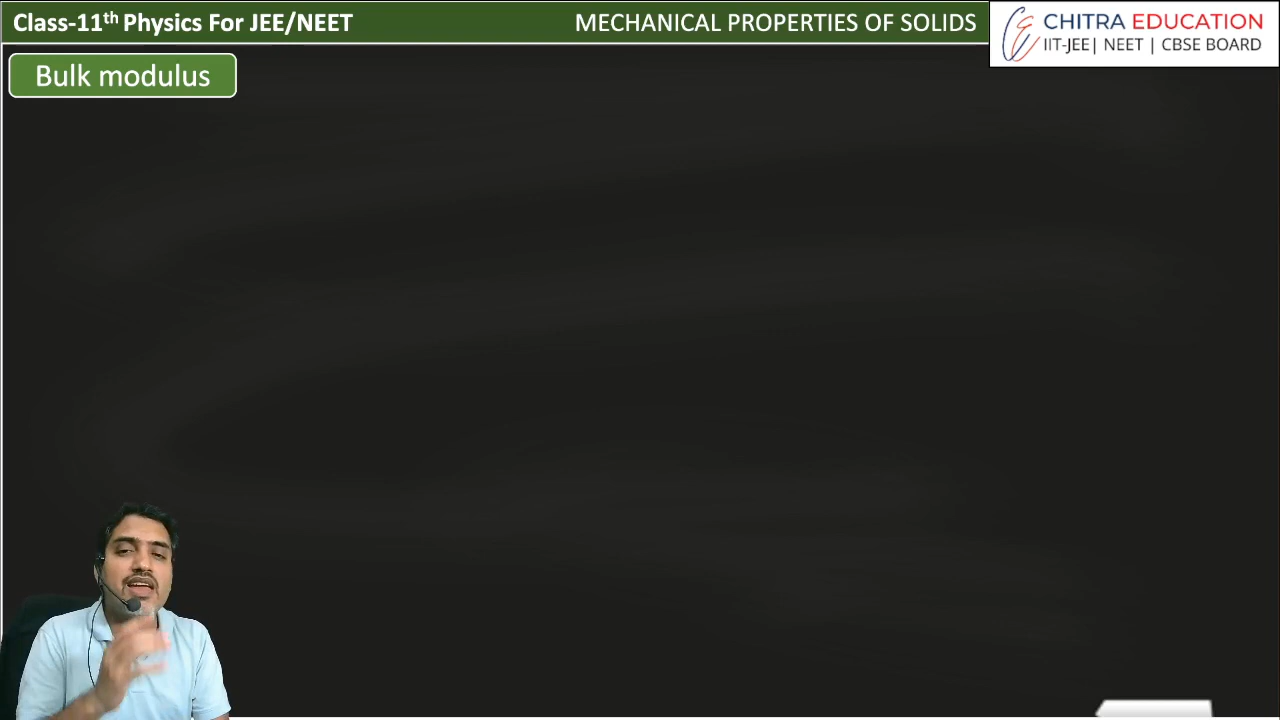 Class-11th Physics For JEE/NEET
MECHANICAL PROPERTIES OF SOLIDS
CHITRA EDUCATION
IIT-JEE| NEET | CBSE BOARD
Bulk modulus